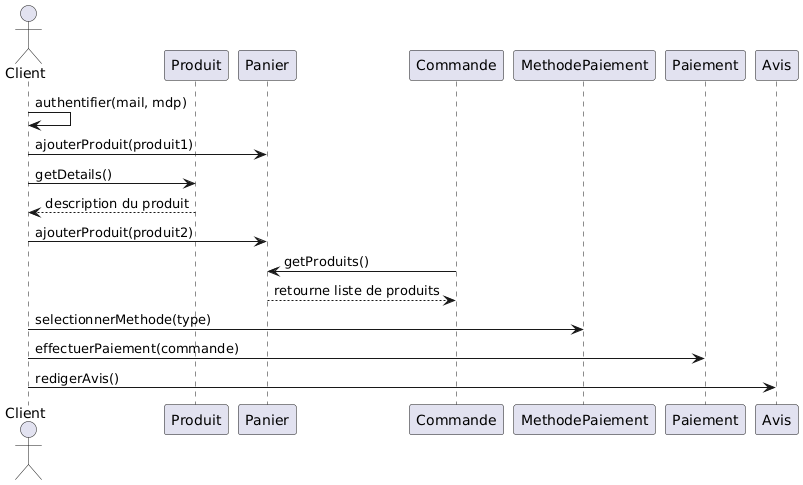 Client
Produit
Panier
Commande
MethodePaiement
Paiement
Avis
authentifier(mail, mdp)
ajouterProduit(produit1)
getDetails()
description du produit
ajouterProduit(produit2)
getProduits()
retourne liste de produits
selectionnerMethode(type)
effectuerPaiement(commande)
redigerAvis()
Client
Produit
Panier
Commande
MethodePaiement
Paiement
Avis